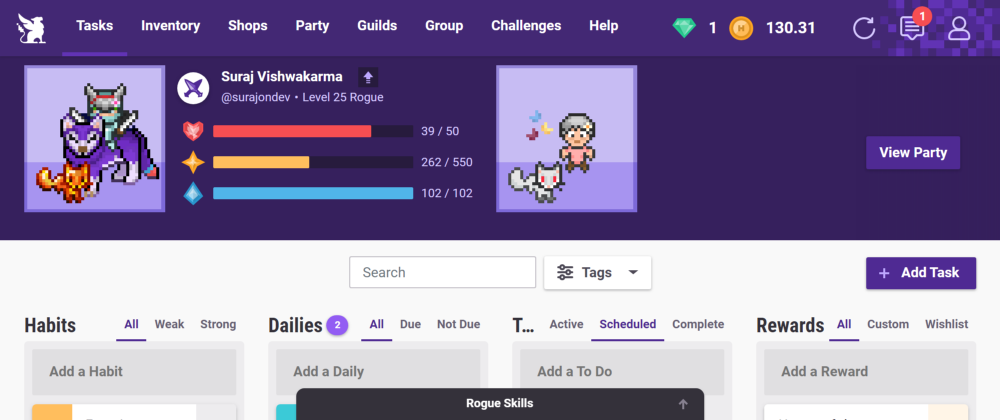 Tasks Inventory Shops Party Guilds Group Challenges Help 1 H 130.31 1
Suraj Vishwakarma
@surajondev • Level 25 Rogue
39 / 50
262 / 550
102 / 102
View Party
Search Tags + Add Task
Habits All Weak Strong
Dailies 2 All Due Not Due
T... Active Scheduled Complete
Rewards All Custom Wishlist
Add a Habit
Add a Daily
Add a To Do
Add a Reward
Rogue Skills